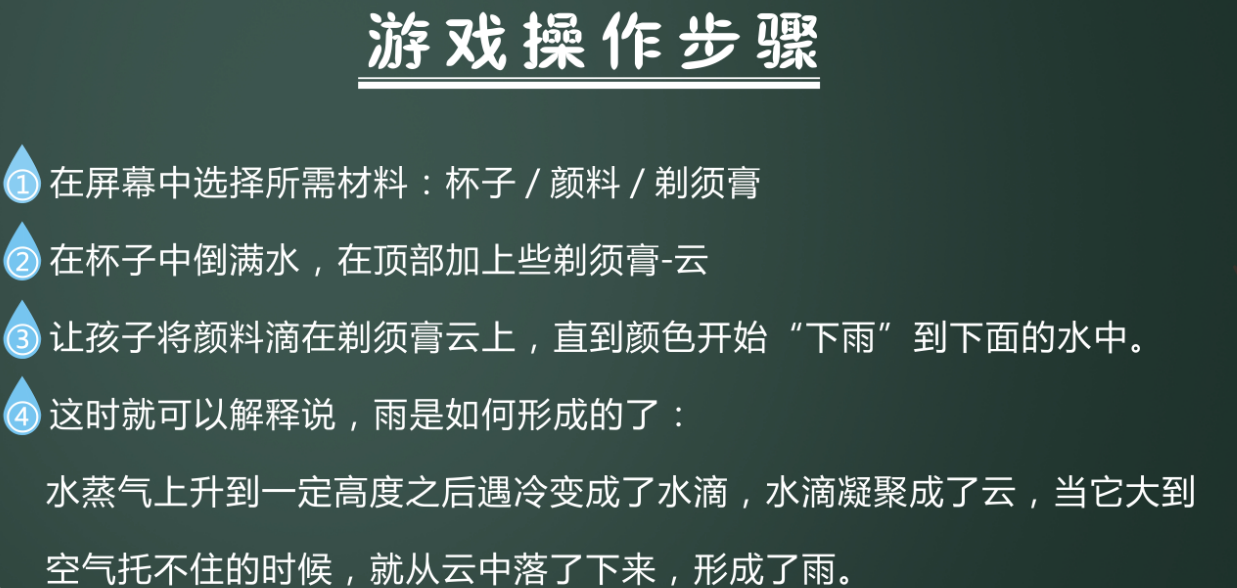 游戏操作步骤
①在屏幕中选择所需材料：杯子/颜料/剃须膏
②在杯子中倒满水，在顶部加上些剃须膏-云
③让孩子将颜料滴在剃须膏云上，直到颜色开始“下雨”到下面的水中。
④这时就可以解释说，雨是如何形成的了：
水蒸气上升到一定高度之后遇冷变成了水滴，水滴凝聚成了云，当它大到
空气托不住的时候，就从云中落了下来，形成了雨。